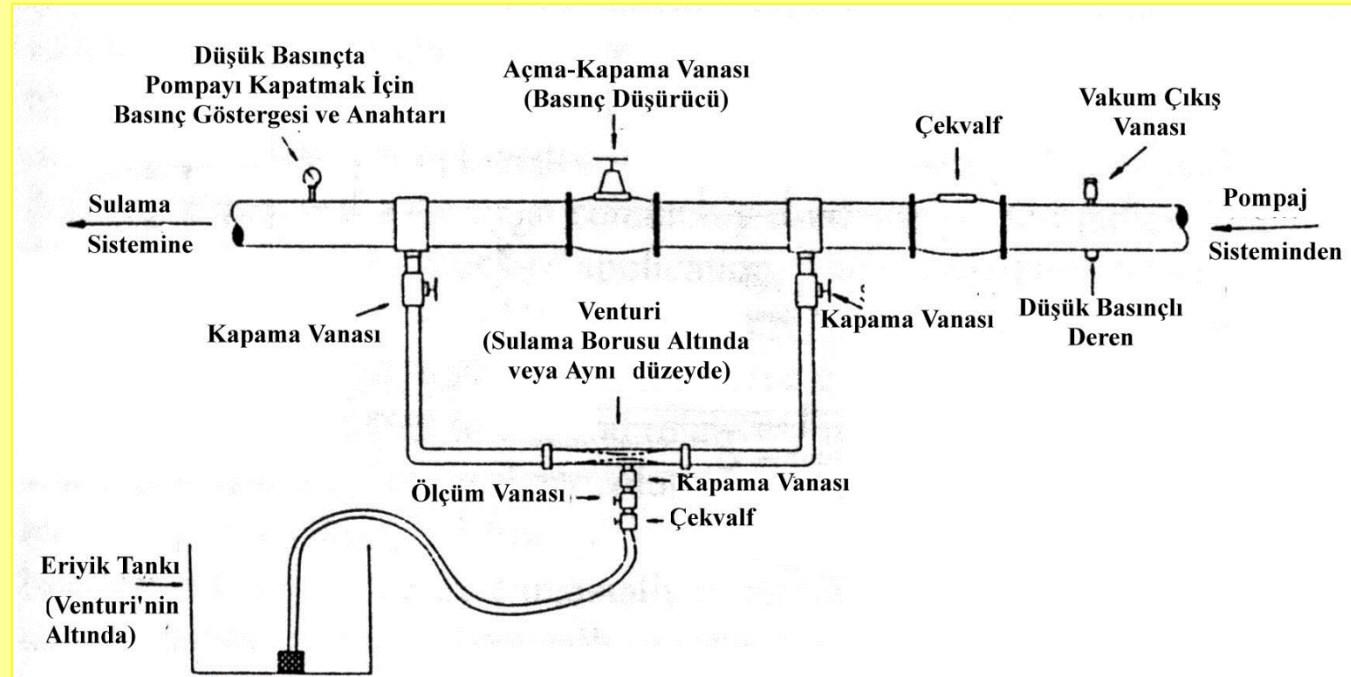 Düşük Basınçta
Pompayı Kapatmak İçin
Basınç Göstergesi ve Anahtarı
Açma-Kapama Vanası
(Basınç Düşürücü)
Vakum Çıkış
Vanası
Çekvalf
Sulama
Sistemine
Pompaj
Sisteminden
Kapama Vanası
Venturi
(Sulama Borusu Altında
veya Aynı düzeyde)
Kapama Vanası
Düşük Basınçlı
Deren
Ölçüm Vanası
Kapama Vanası
Çekvalf
Eriyik Tankı
(Venturi'nin
Altında)